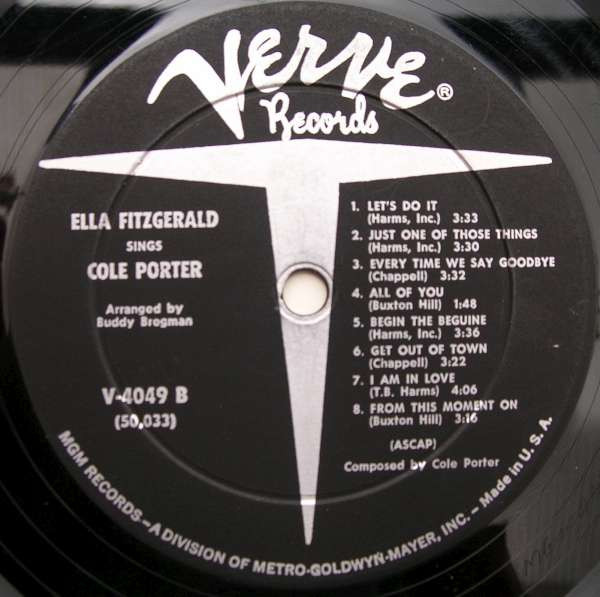 Verve ®
Records
ELLA FITZGERALD
SINGS
COLE PORTER
Arranged by
Buddy Bregman
V-4049 B
(50,033)
1. LET'S DO IT
(Harms, Inc.) 3:33
2. JUST ONE OF THOSE THINGS
(Harms, Inc.) 3:30
3. EVERY TIME WE SAY GOODBYE
(Chappell) 3:32
4. ALL OF YOU
(Buxton Hill) 1:48
5. BEGIN THE BEGUINE
(Harms, Inc.) 3:36
6. GET OUT OF TOWN
(Chappell) 3:22
7. I AM IN LOVE
(T.B. Harms) 4:06
8. FROM THIS MOMENT ON
(Buxton Hill) 3:16
(ASCAP)
Composed by Cole Porter
MGM RECORDS—A DIVISION OF METRO-GOLDWYN-MAYER, INC.—Made in U.S.A.